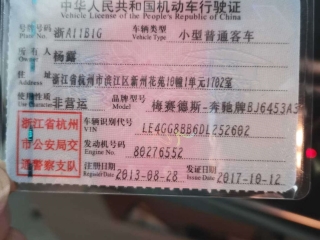 中华人民共和国机动车行驶证
Vehicle License of the People's Republic of China
号牌号码 浙A11B1G 车辆类型 小型普通客车
Plate No. Vehicle Type
所有人 杨露
Owner
住址 浙江省杭州市滨江区新州花苑10幢1单元1702室
Address
使用性质 非营运 品牌型号 梅赛德斯-奔驰牌BJ6453A3
Model
浙江省杭州
市公安局交
通警察支队
车辆识别代号 LE4GG8BB6DL252602
VIN
发动机号码 80276552
Engine No.
注册日期 2013-08-28 发证日期 2017-10-12
Register Date Issue Date